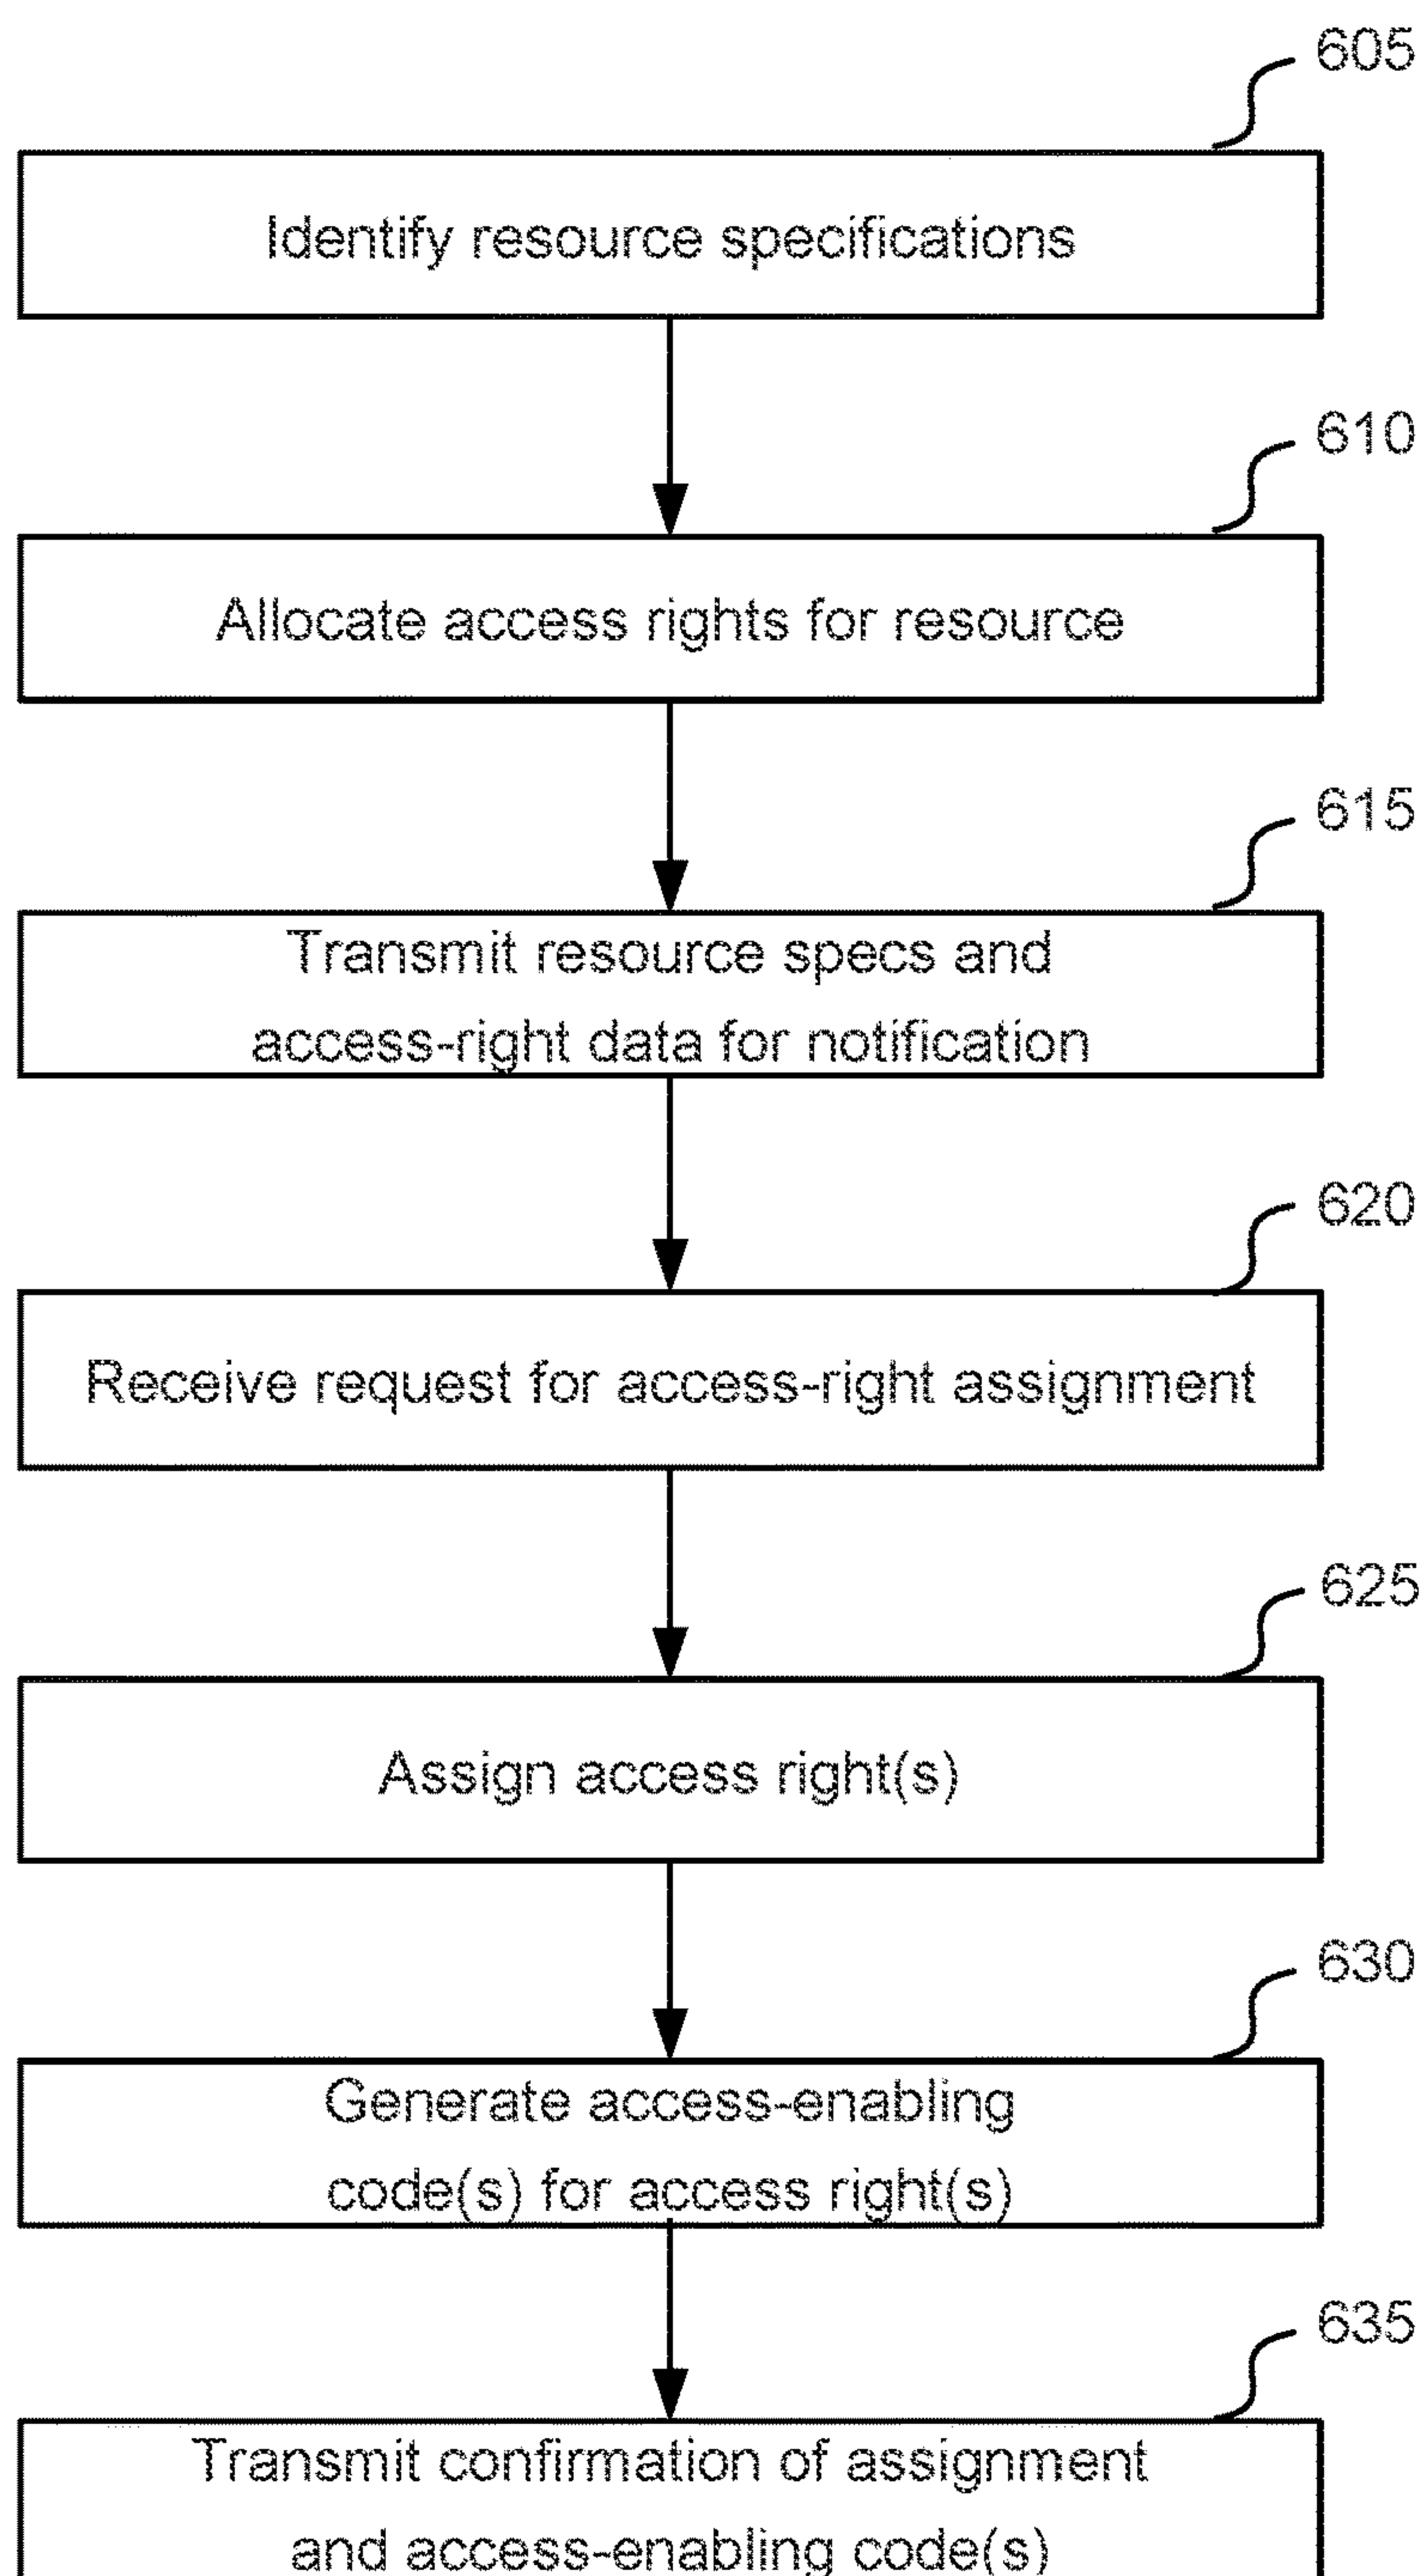 605
Identify resource specifications
610
Allocate access rights for resource
615
Transmit resource specs and
access-right data for notification
620
Receive request for access-right assignment
625
Assign access right(s)
630
Generate access-enabling
code(s) for access right(s)
635
Transmit confirmation of assignment
and access-enabling code(s)